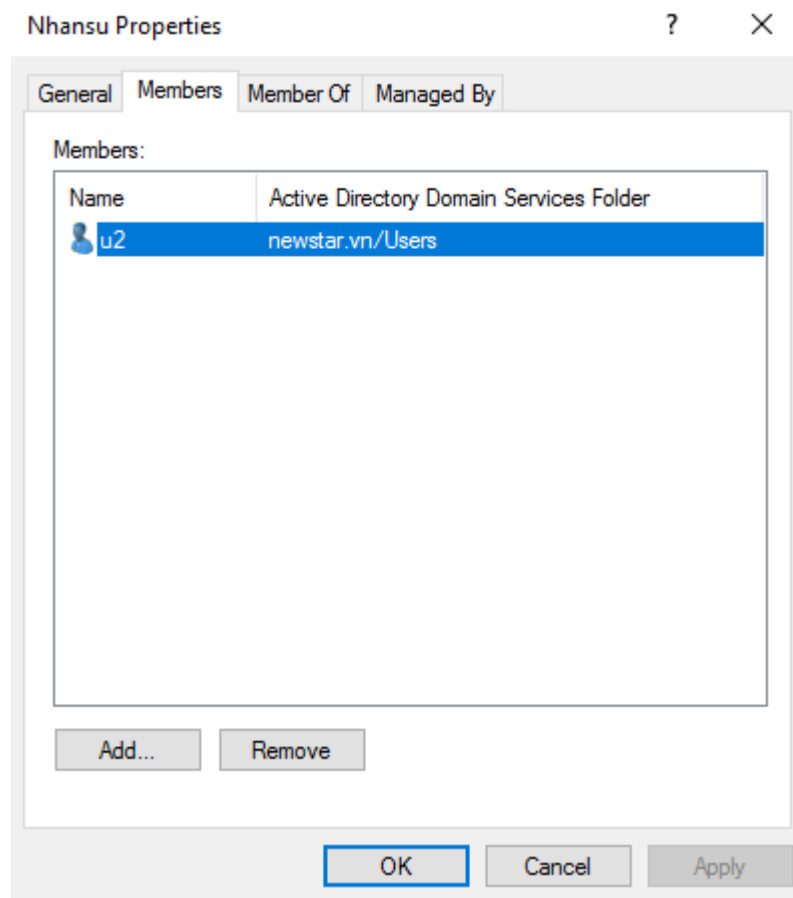 Nhansu Properties ?
General Members Member Of Managed By
Members:
Name Active Directory Domain Services Folder
u2 newstar.vn/Users
Add... Remove
OK Cancel Apply